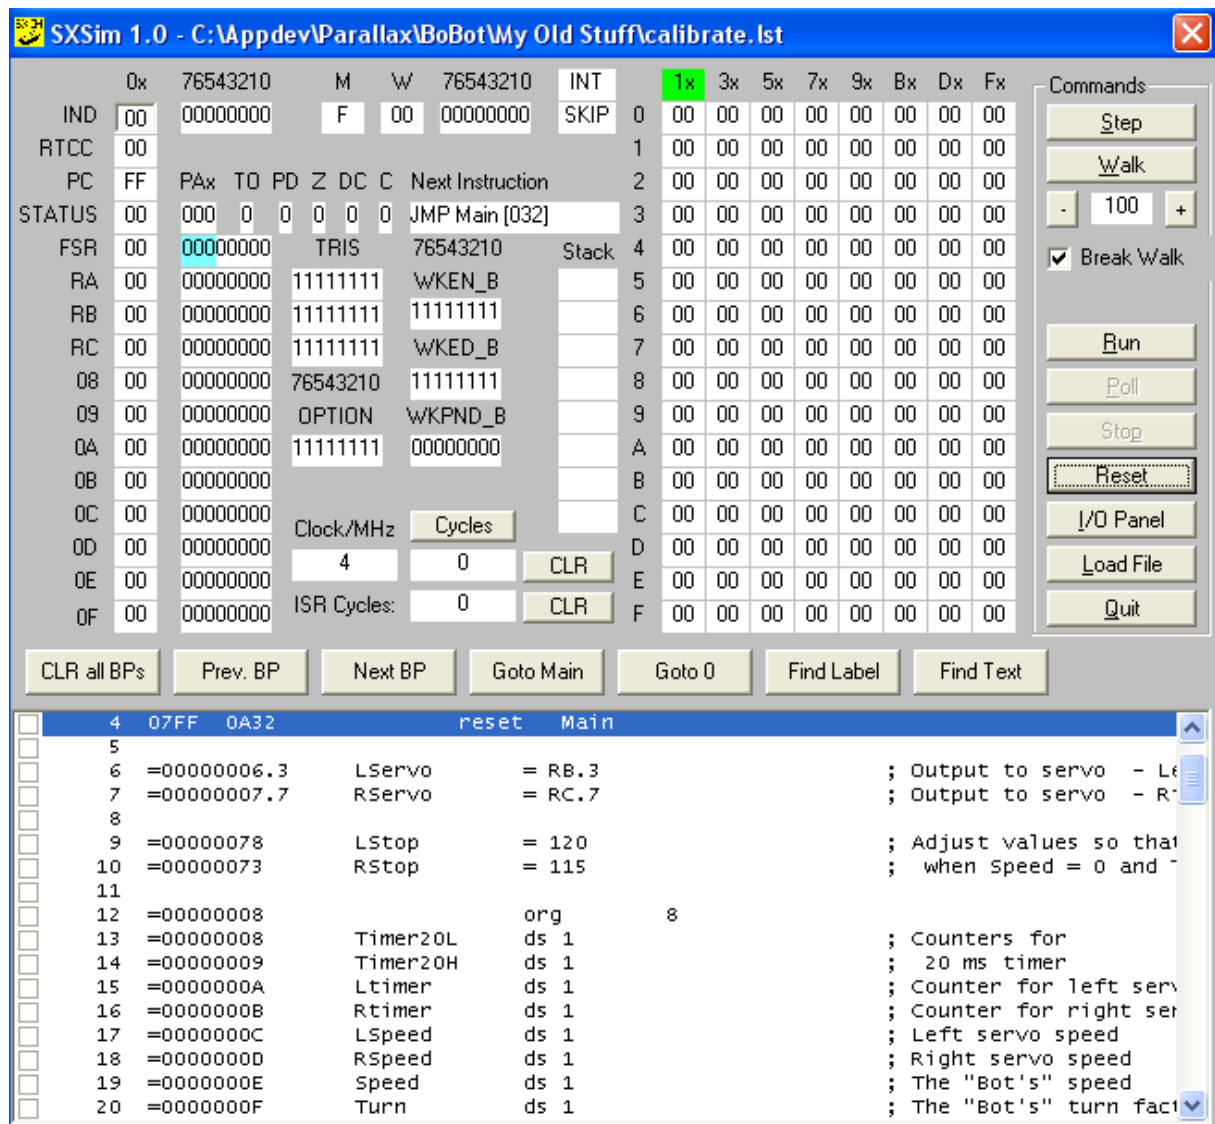 SXSim 1.0 - C:\Appdev\Parallax\BoBot\My Old Stuff\calibrate.lst
0x 76543210 M W 76543210 INT 1x 3x 5x 7x 9x Bx Dx Fx Commands
IND 00 00000000 F 00 00000000 SKIP 0 00 00 00 00 00 00 00 00 Step
RTCC 00 1 00 00 00 00 00 00 00 00 Walk
PC FF PAx TO PD Z DC C Next Instruction 2 00 00 00 00 00 00 00 00
STATUS 00 000 0 0 0 0 0 JMP Main [032] 3 00 00 00 00 00 00 00 00 - 100 +
FSR 00 00000000 TRIS 76543210 Stack 4 00 00 00 00 00 00 00 00 Break Walk
RA 00 00000000 11111111 WKEN_B 5 00 00 00 00 00 00 00 00
RB 00 00000000 11111111 11111111 6 00 00 00 00 00 00 00 00
RC 00 00000000 11111111 WKED_B 7 00 00 00 00 00 00 00 00 Run
08 00 00000000 76543210 11111111 8 00 00 00 00 00 00 00 00 Poll
09 00 00000000 OPTION WKPND_B 9 00 00 00 00 00 00 00 00 Stop
0A 00 00000000 11111111 00000000 A 00 00 00 00 00 00 00 00
0B 00 00000000 B 00 00 00 00 00 00 00 00 Reset
0C 00 00000000 Clock/MHz Cycles C 00 00 00 00 00 00 00 00 I/O Panel
0D 00 00000000 4 0 CLR D 00 00 00 00 00 00 00 00 Load File
0E 00 00000000 E 00 00 00 00 00 00 00 00
0F 00 00000000 ISR Cycles: 0 CLR F 00 00 00 00 00 00 00 00 Quit
CLR all BPs Prev. BP Next BP Goto Main Goto 0 Find Label Find Text
4 07FF 0A32 reset Main
5
6 =00000006.3 LServo = RB.3 ; Output to servo - Le
7 =00000007.7 RServo = RC.7 ; Output to servo -
8
9 =00000078 LStop = 120 ; Adjust values so that
10 =00000073 RStop = 115 ; when Speed = 0 and
11
12 =00000008 org 8
13 =00000008 Timer20L ds 1 ; Counters for
14 =00000009 Timer20H ds 1 ; 20 ms timer
15 =0000000A Ltimer ds 1 ; Counter for left
16 =0000000B Rtimer ds 1 ; Counter for right ser
17 =0000000C LSpeed ds 1 ; Left servo speed
18 =0000000D RSpeed ds 1 ; Right servo speed
19 =0000000E Speed ds 1 ; The "Bot's" speed
20 =0000000F Turn ds 1 ; The "Bot's" turn fact